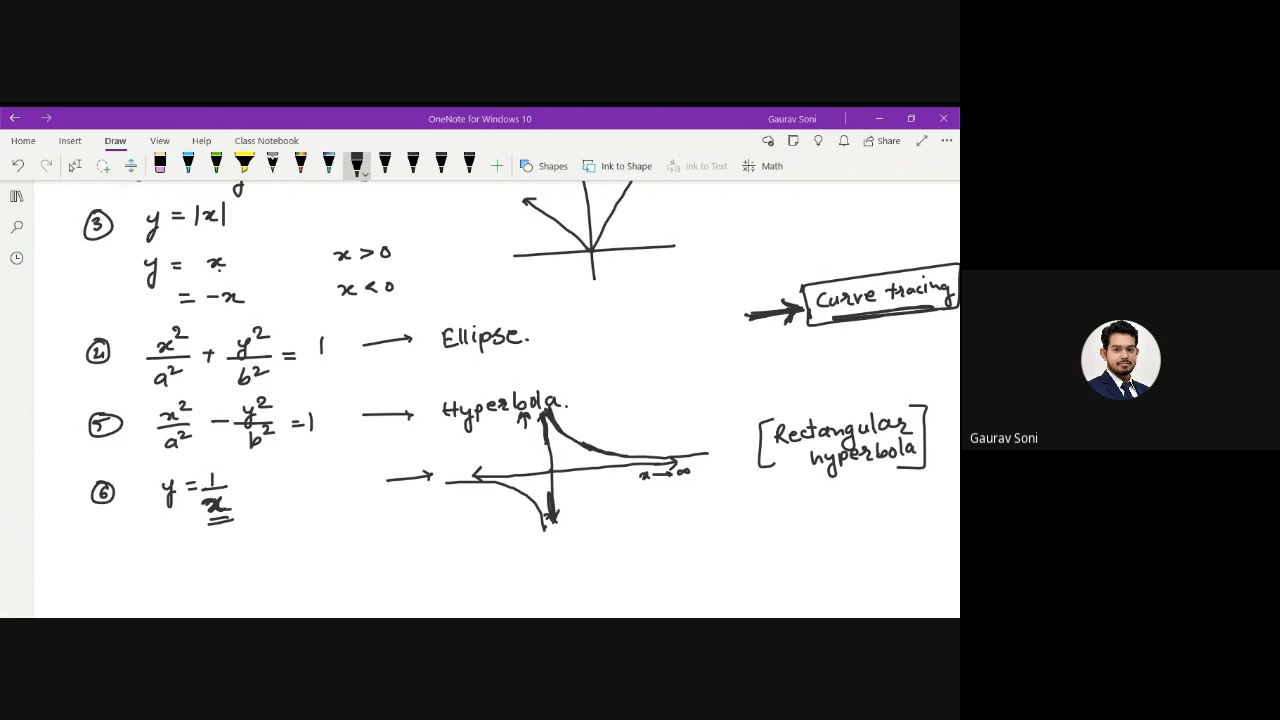 OneNote for Windows 10
Gaurav Soni
Home Insert Draw View Help Class Notebook
Share
Shapes Ink to Shape Ink to Text Math
y
③ y = |x|
y = x x > 0
= -x x < 0
Curve tracing
④ x²/a² + y²/b² = 1 → Ellipse.
⑤ x²/a² - y²/b² = 1 → Hyperbola.
⑥ y = 1/x →
x → ∞
[Rectangular
hyperbola]
Gaurav Soni